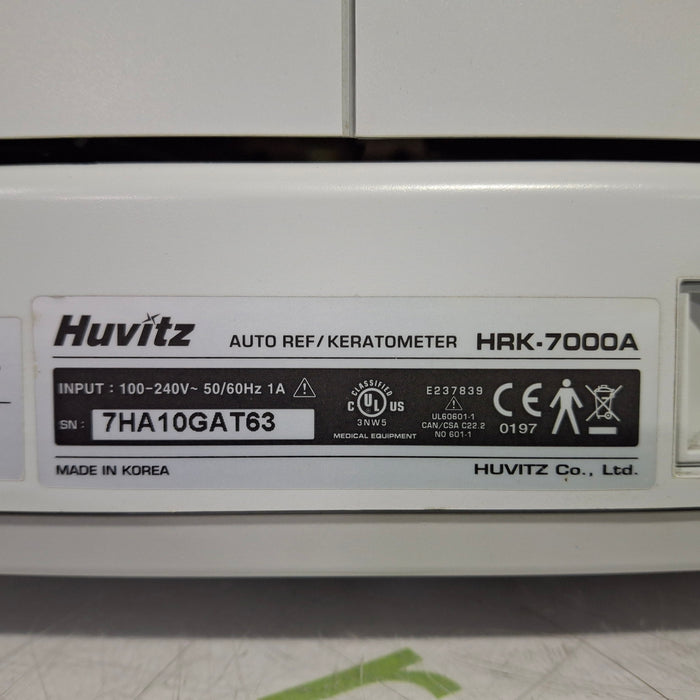 Huvitz AUTO REF/KERATOMETER HRK-7000A
INPUT : 100-240V~ 50/60Hz 1A
SN : 7HA10GAT63
CLASSIFIED
C UL US
3NW5
MEDICAL EQUIPMENT
E237839
UL60601-1
CAN/CSA C22.2
NO 601-1
CE
0197
MADE IN KOREA HUVITZ Co., Ltd.